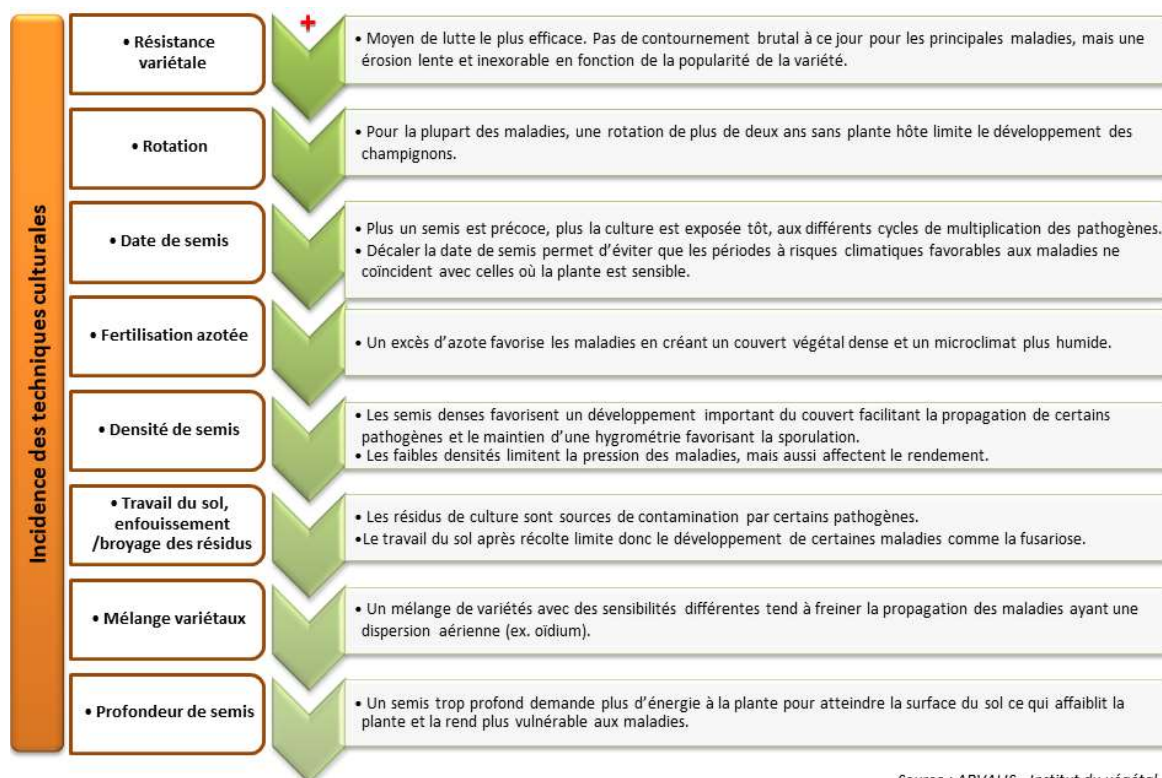 Incidence des techniques culturales
+
• Résistance
variétale
• Moyen de lutte le plus efficace. Pas de contournement brutal à ce jour pour les principales maladies, mais une
érosion lente et inexorable en fonction de la popularité de la variété.
• Rotation
• Pour la plupart des maladies, une rotation de plus de deux ans sans plante hôte limite le développement des
champignons.
• Date de semis
• Plus un semis est précoce, plus la culture est exposée tôt, aux différents cycles de multiplication des pathogènes.
• Décaler la date de semis permet d'éviter que les périodes à risques climatiques favorables aux maladies ne
coïncident avec celles où la plante est sensible.
• Fertilisation azotée
• Un excès d'azote favorise les maladies en créant un couvert végétal dense et un microclimat plus humide.
• Densité de semis
• Les semis denses favorisent un développement important du couvert facilitant la propagation de certains
pathogènes et le maintien d'une hygrométrie favorisant la sporulation.
• Les faibles densités limitent la pression des maladies, mais aussi affectent le rendement.
• Travail du sol,
enfouissement
/broyage des résidus
• Les résidus de culture sont sources de contamination par certains pathogènes.
•Le travail du sol après récolte limite donc le développement de certaines maladies comme la fusariose.
• Mélange variétaux
• Un mélange de variétés avec des sensibilités différentes tend à freiner la propagation des maladies ayant une
dispersion aérienne (ex. oïdium).
• Profondeur de semis
• Un semis trop profond demande plus d'énergie à la plante pour atteindre la surface du sol ce qui affaiblit la
plante et la rend plus vulnérable aux maladies.
Source : ARVALIS - Institut du végétal